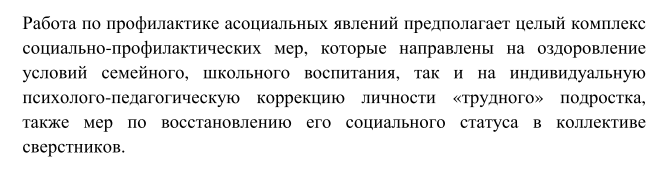 Работа по профилактике асоциальных явлений предполагает целый комплекс
социально-профилактических мер, которые направлены на оздоровление
условий семейного, школьного воспитания, так и на индивидуальную
психолого-педагогическую коррекцию личности «трудного» подростка,
также мер по восстановлению его социального статуса в коллективе
сверстников.